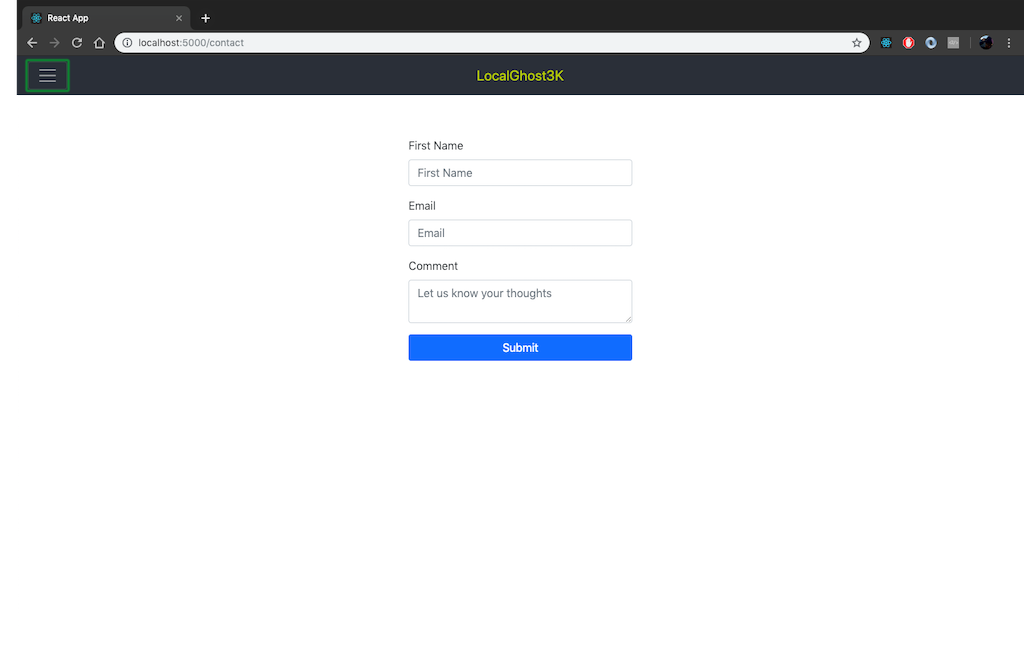 React App
localhost:5000/contact
LocalGhost3K
First Name
First Name
Email
Email
Comment
Let us know your thoughts
Submit